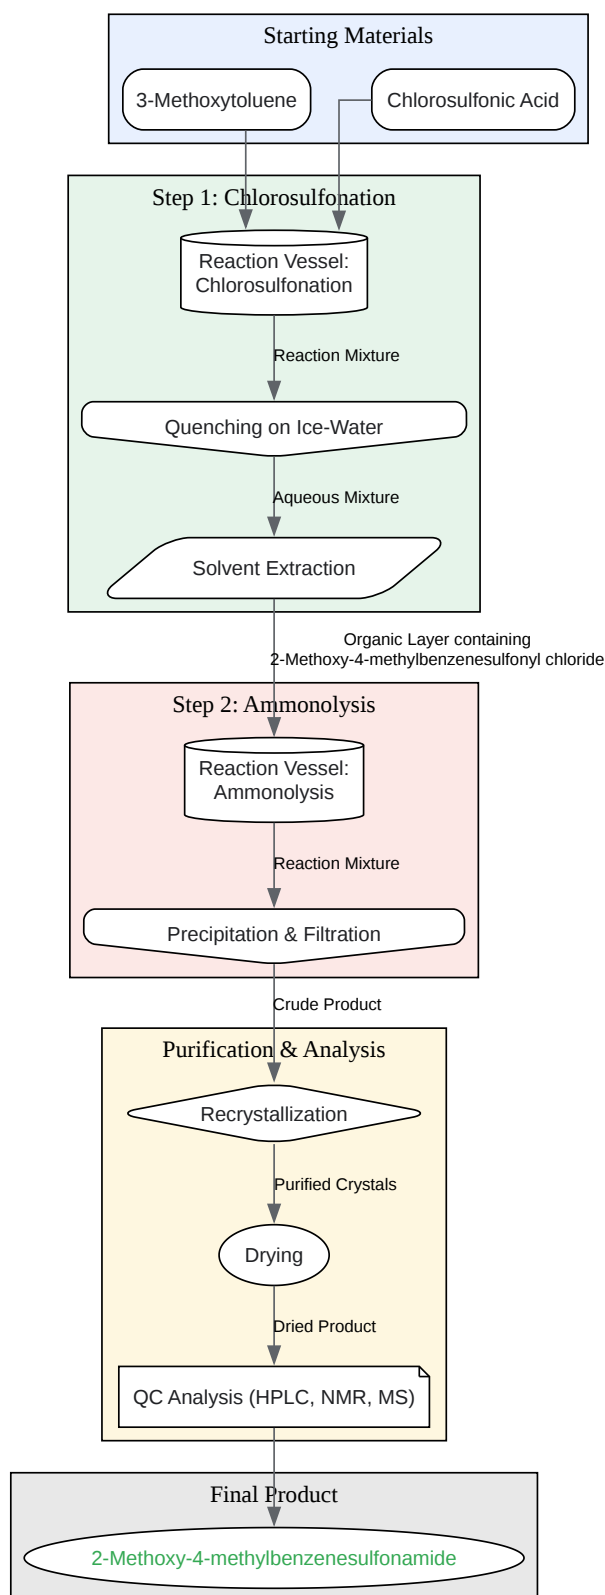 Starting Materials
3-Methoxytoluene
Chlorosulfonic Acid
Step 1: Chlorosulfonation
Reaction Vessel:
Chlorosulfonation
Reaction Mixture
Quenching on Ice-Water
Aqueous Mixture
Solvent Extraction
Organic Layer containing
2-Methoxy-4-methylbenzenesulfonyl chloride
Step 2: Ammonolysis
Reaction Vessel:
Ammonolysis
Reaction Mixture
Precipitation & Filtration
Crude Product
Purification & Analysis
Recrystallization
Purified Crystals
Drying
Dried Product
QC Analysis (HPLC, NMR, MS)
Final Product
2-Methoxy-4-methylbenzenesulfonamide